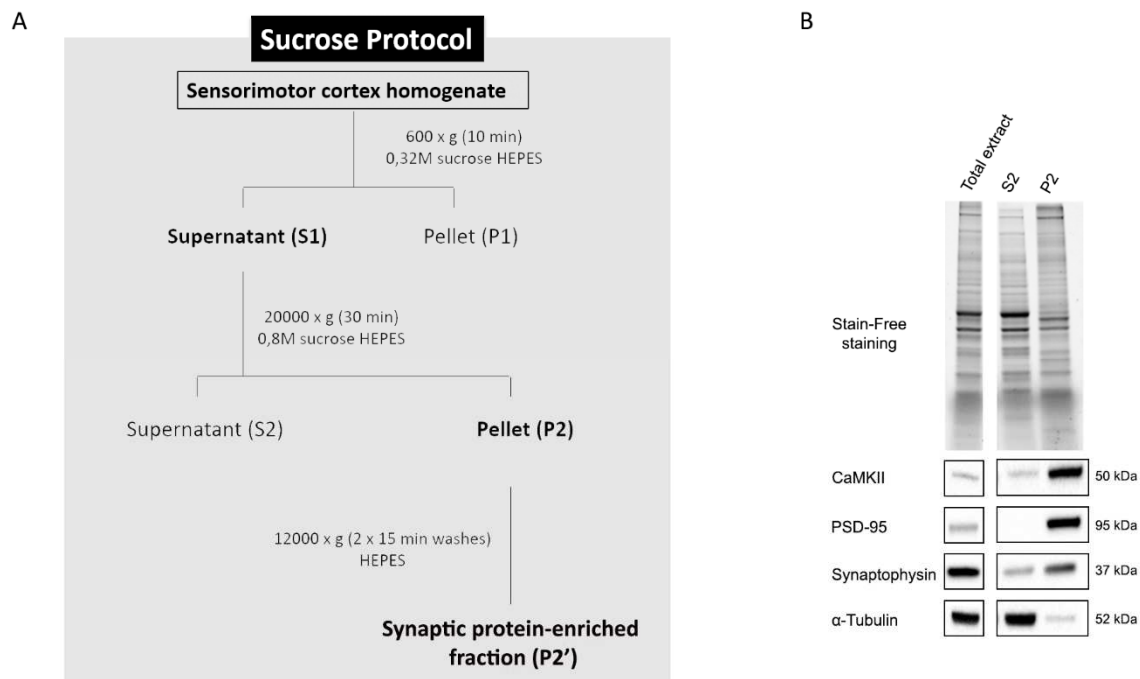 A
Sucrose Protocol
Sensorimotor cortex homogenate
600 x g (10 min)
0,32M sucrose HEPES
Supernatant (S1)
Pellet (P1)
20000 x g (30 min)
0,8M sucrose HEPES
Supernatant (S2)
Pellet (P2)
12000 x g (2 x 15 min washes)
HEPES
Synaptic protein-enriched
fraction (P2')
B
Total extract
S2
P2
Stain-Free
staining
CaMKII
50 kDa
PSD-95
95 kDa
Synaptophysin
37 kDa
α-Tubulin
52 kDa